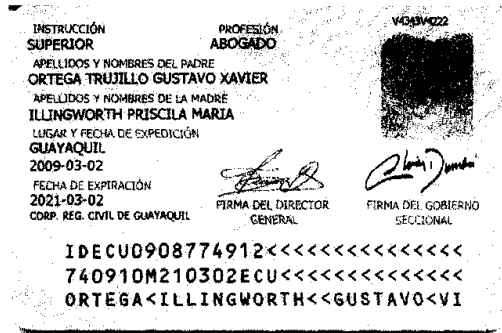 INSTRUCCIÓN PROFESIÓN V4343V4222
SUPERIOR ABOGADO
APELLIDOS Y NOMBRES DEL PADRE
ORTEGA TRUJILLO GUSTAVO XAVIER
APELLIDOS Y NOMBRES DE LA MADRE
ILLINGWORTH PRISCILA MARIA
LUGAR Y FECHA DE EXPEDICIÓN
GUAYAQUIL
2009-03-02
FECHA DE EXPIRACIÓN
2021-03-02
CORP. REG. CIVIL DE GUAYAQUIL
FIRMA DEL DIRECTOR
GENERAL
FIRMA DEL GOBIERNO
SECCIONAL
IDECU0908774912<<<<<<<<<<<<<<<
740910M210302ECU<<<<<<<<<<<<<<
ORTEGA<ILLINGWORTH<<GUSTAVO<VI